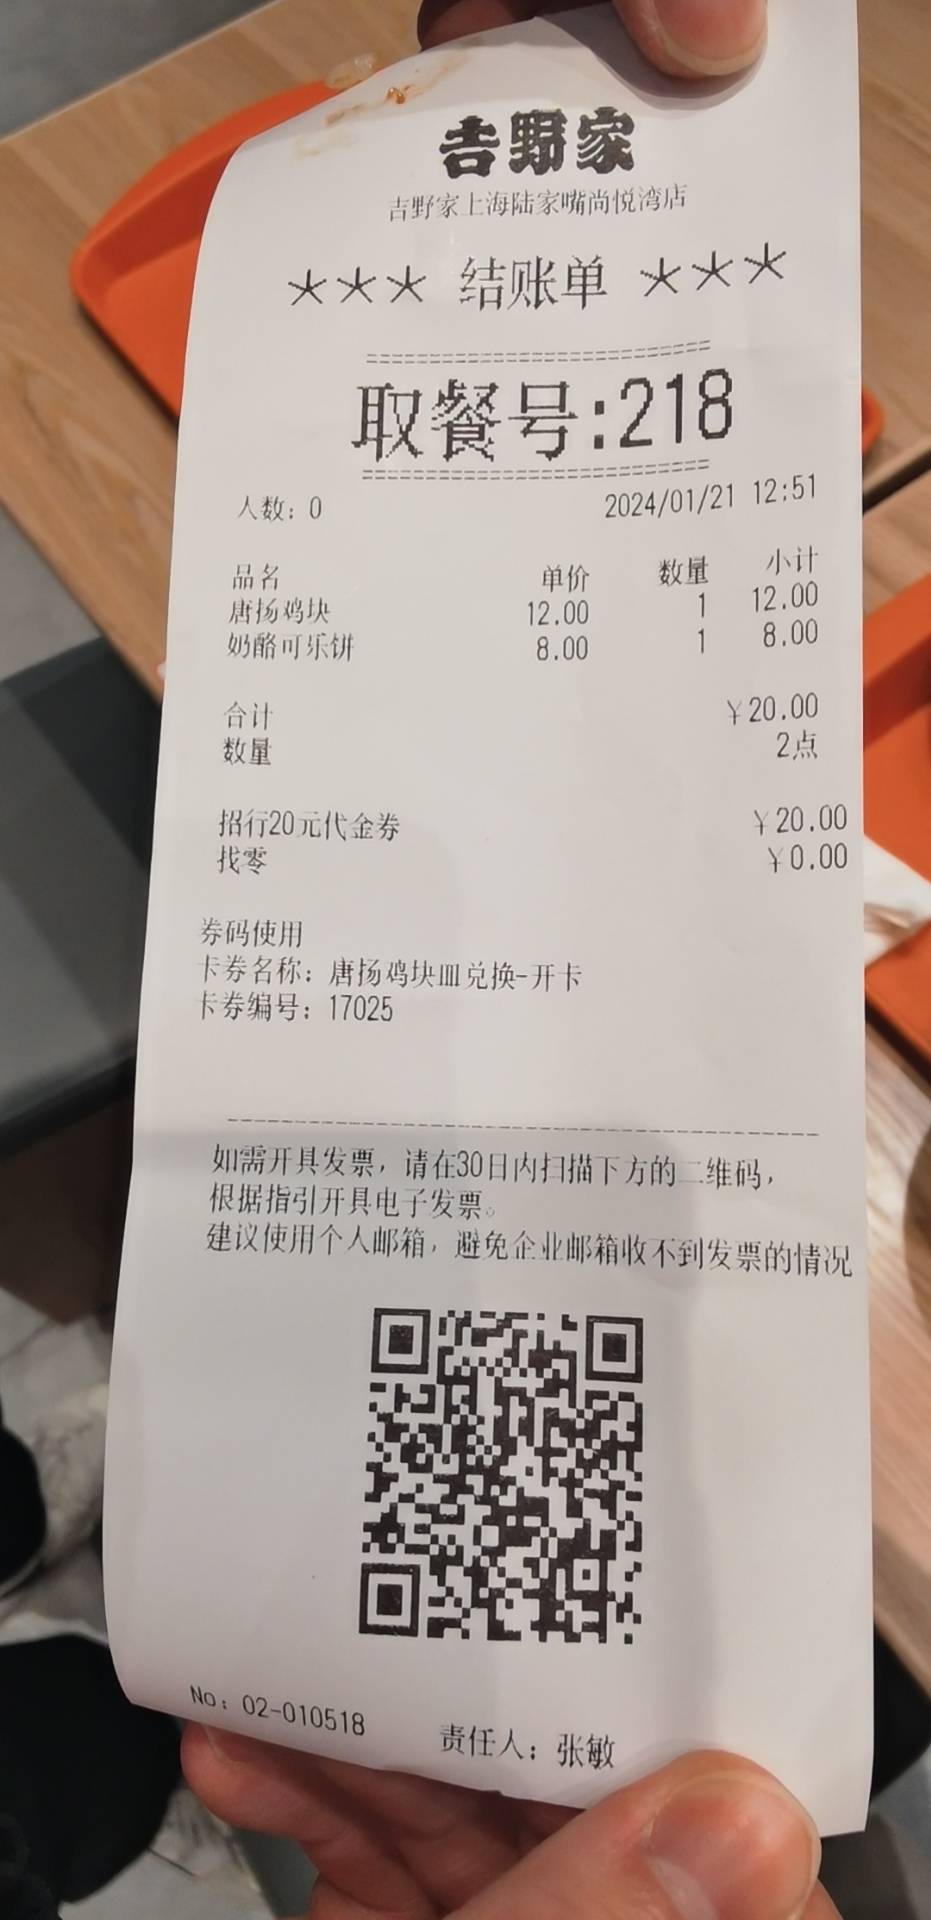 吉野家
吉野家上海陆家嘴尚悦湾店
*** 结账单 ***
========================
取餐号:218
========================
人数: 0 2024/01/21 12:51
品名 单价 数量 小计
唐扬鸡块 12.00 1 12.00
奶酪可乐饼 8.00 1 8.00
合计 ¥20.00
数量 2点
招行20元代金券 ¥20.00
找零 ¥0.00
券码使用
卡券名称: 唐扬鸡块皿兑换-开卡
卡券编号: 17025
如需开具发票, 请在30日内扫描下方的二维码,
根据指引开具电子发票。
建议使用个人邮箱, 避免企业邮箱收不到发票的情况
No: 02-010518 责任人: 张敏